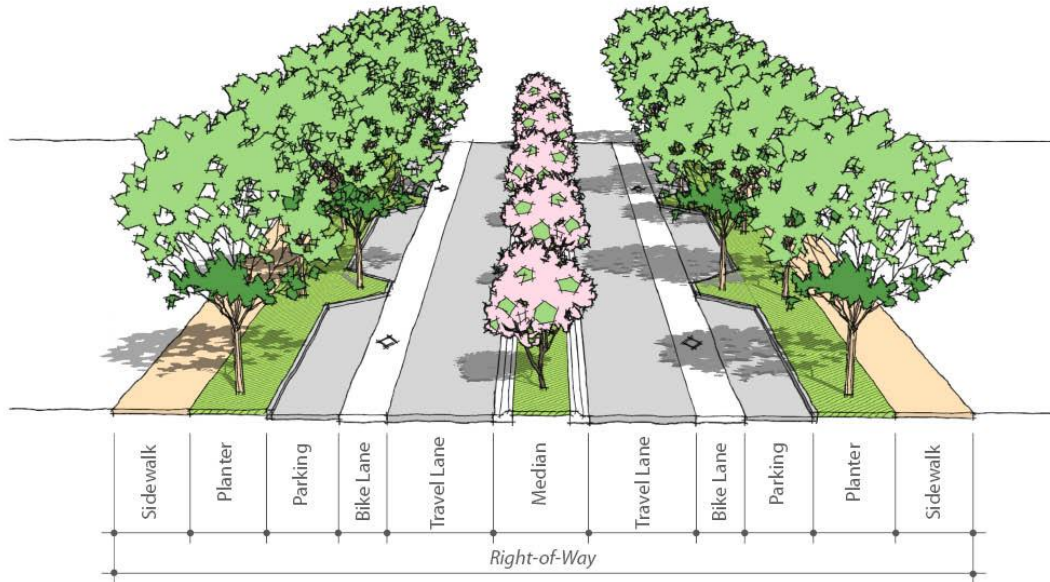 Sidewalk
Planter
Parking
Bike Lane
Travel Lane
Median
Travel Lane
Bike Lane
Parking
Planter
Sidewalk
Right-of-Way